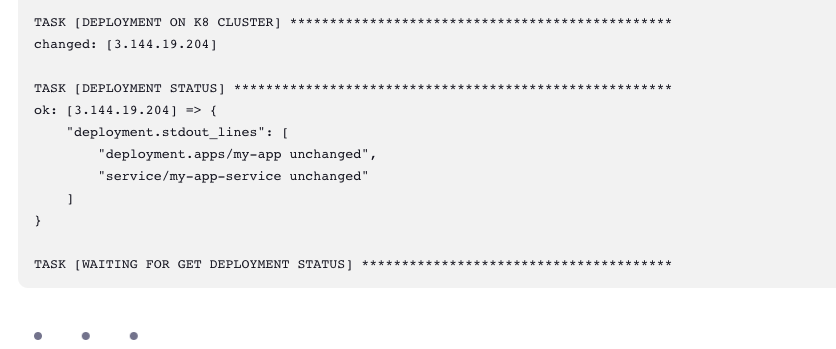 TASK [DEPLOYMENT ON K8 CLUSTER] ************************************************
changed: [3.144.19.204]
TASK [DEPLOYMENT STATUS] *******************************************************
ok: [3.144.19.204] => {
    "deployment.stdout_lines": [
        "deployment.apps/my-app unchanged",
        "service/my-app-service unchanged"
    ]
}
TASK [WAITING FOR GET DEPLOYMENT STATUS] ***************************************